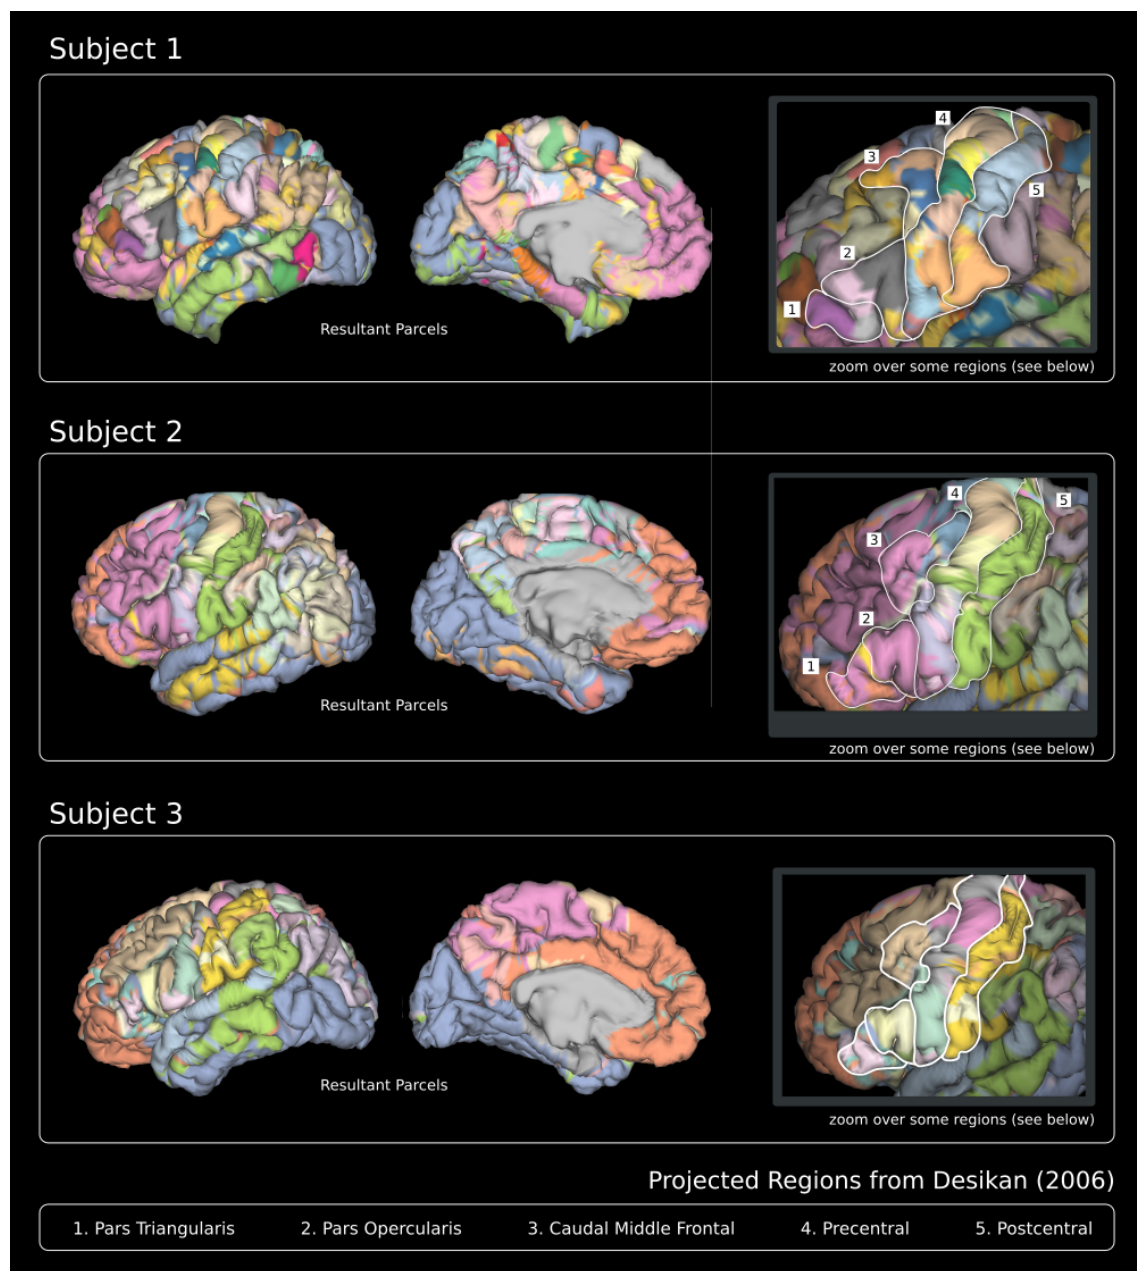 Subject 1
4
3
5
2
1
Resultant Parcels
zoom over some regions (see below)
Subject 2
4
5
3
2
1
Resultant Parcels
zoom over some regions (see below)
Subject 3
Resultant Parcels
zoom over some regions (see below)
Projected Regions from Desikan (2006)
1. Pars Triangularis 2. Pars Opercularis 3. Caudal Middle Frontal 4. Precentral 5. Postcentral